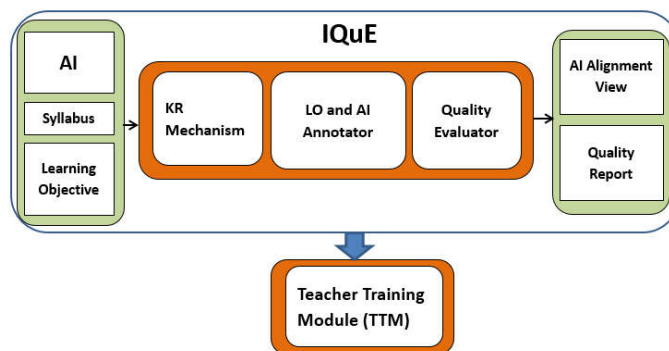 IQuE
AI
Syllabus
Learning
Objective
KR
Mechanism
LO and AI
Annotator
Quality
Evaluator
AI Alignment
View
Quality
Report
Teacher Training
Module (TTM)